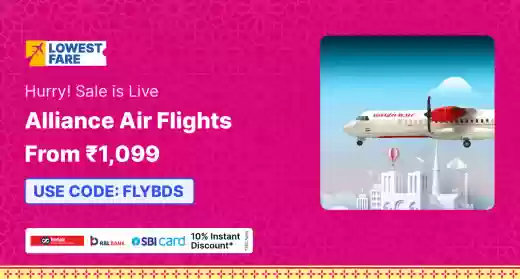 LOWEST
FARE
Hurry! Sale is Live
Alliance Air Flights
From ₹1,099
USE CODE: FLYBDS
RBL BANK
SBI card
10% Instant
Discount*